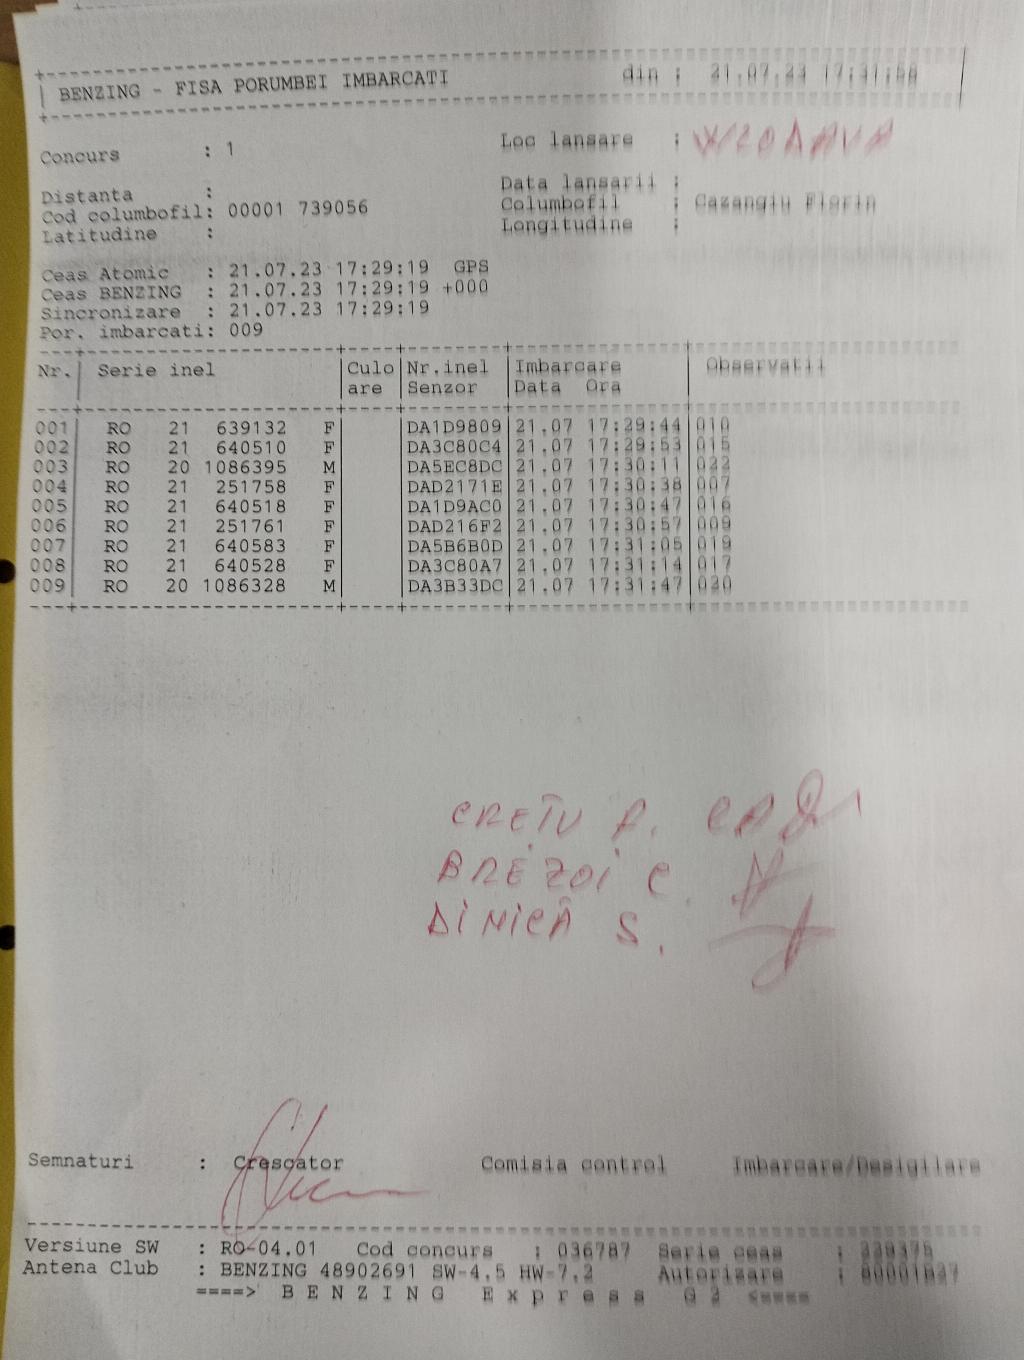 BENZING - FISA PORUMBEI IMBARCATI din : 21.07.23 17:31:58
Concurs : 1 Loc lansare : WLODAVA
Distanta : Data lansarii :
Cod columbofil: 00001 739056 Columbofil : Cazangiu Florin
Latitudine : Longitudine :
Ceas Atomic : 21.07.23 17:29:19 GPS
Ceas BENZING : 21.07.23 17:29:19 +000
Sincronizare : 21.07.23 17:29:19
Por. imbarcati: 009
Nr. Serie inel Culo Nr.inel Imbarcare Observatii
are Senzor Data Ora
001 RO 21 639132 F DA1D9809 21.07 17:29:44 010
002 RO 21 640510 F DA3C80C4 21.07 17:29:53 015
003 RO 20 1086395 M DA5EC8DC 21.07 17:30:11 022
004 RO 21 251758 F DAD2171E 21.07 17:30:38 007
005 RO 21 640518 F DA1D9AC0 21.07 17:30:47 016
006 RO 21 251761 F DAD216F2 21.07 17:30:57 009
007 RO 21 640583 F DA5B6B0D 21.07 17:31:05 019
008 RO 21 640528 F DA3C80A7 21.07 17:31:14 017
009 RO 20 1086328 M DA3B33DC 21.07 17:31:47 020
CREȚU A.
BREZOI C.
DINICĂ S.
Semnaturi : Crescator Comisia control Imbarcare/Desigilare
Versiune SW : RO-04.01 Cod concurs : 036787 Serie ceas :
Antena Club : BENZING 48902691 SW-4.5 HW-7.2 Autorizare :
====> B E N Z I N G E x p r e s s G 2 <====